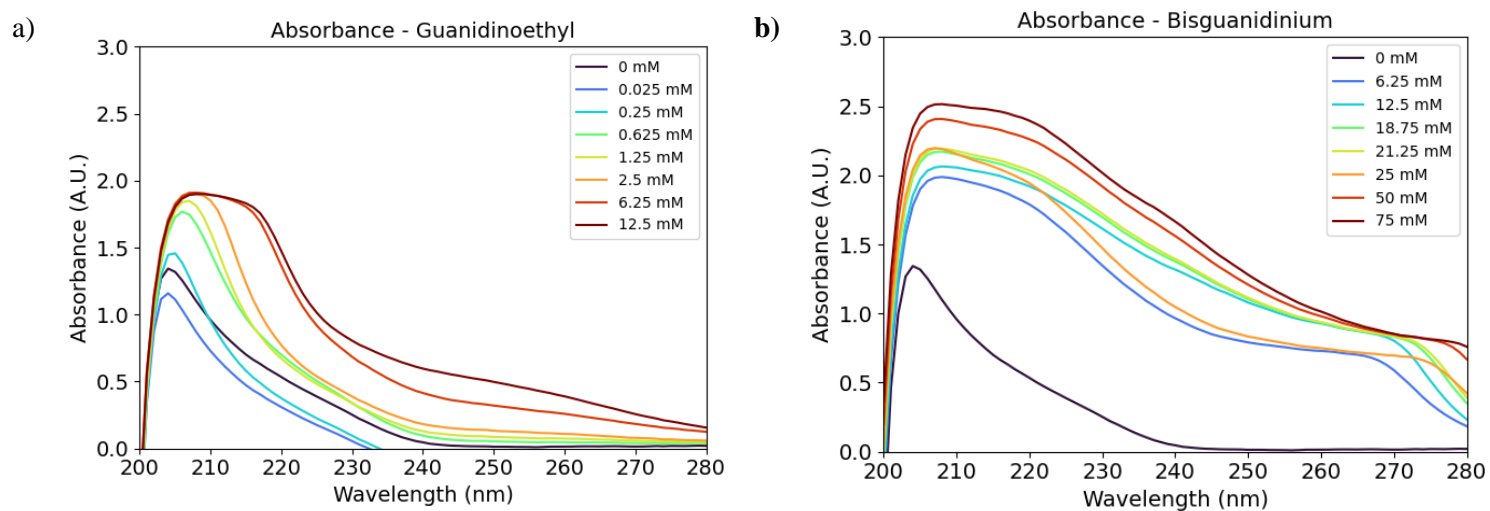 a)
Absorbance - Guanidinoethyl
3.0
2.5
2.0
1.5
1.0
0.5
0.0
Absorbance (A.U.)
200 210 220 230 240 250 260 270 280
Wavelength (nm)
0 mM
0.025 mM
0.25 mM
0.625 mM
1.25 mM
2.5 mM
6.25 mM
12.5 mM
b)
Absorbance - Bisguanidinium
3.0
2.5
2.0
1.5
1.0
0.5
0.0
Absorbance (A.U.)
200 210 220 230 240 250 260 270 280
Wavelength (nm)
0 mM
6.25 mM
12.5 mM
18.75 mM
21.25 mM
25 mM
50 mM
75 mM